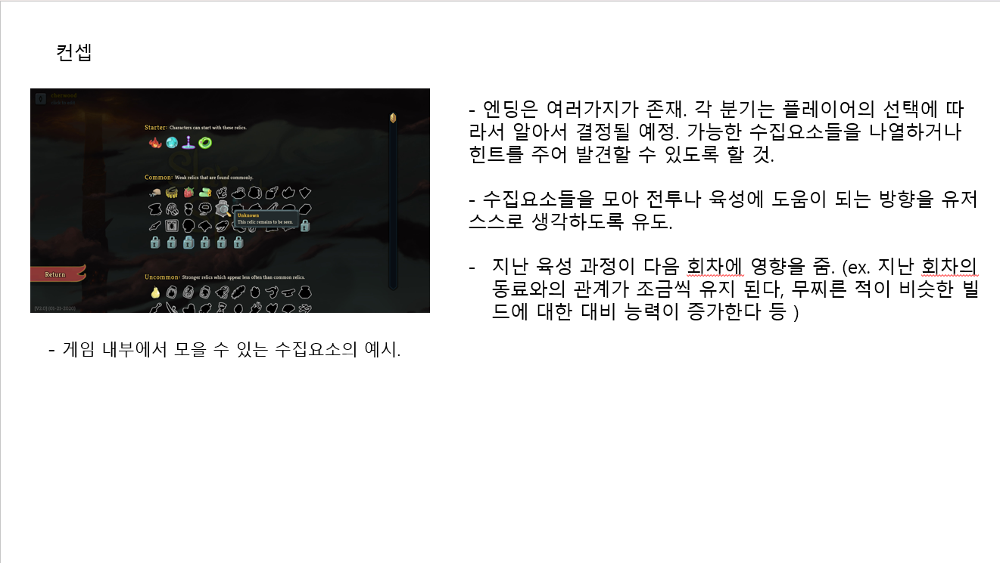 컨셉
cherwood
Starter: Characters can start with these relics.
Common: Weak relics that are found commonly.
Unknown
This relic remains to be seen.
Return
Uncommon: Stronger relics which appear less often than common relics.
[V2.0] (01-21-2020)
- 게임 내부에서 모을 수 있는 수집요소의 예시.
- 엔딩은 여러가지가 존재. 각 분기는 플레이어의 선택에 따
라서 알아서 결정될 예정. 가능한 수집요소들을 나열하거나
힌트를 주어 발견할 수 있도록 할 것.
- 수집요소들을 모아 전투나 육성에 도움이 되는 방향을 유저
스스로 생각하도록 유도.
- 지난 육성 과정이 다음 회차에 영향을 줌. (ex. 지난 회차의
동료와의 관계가 조금씩 유지 된다, 무찌른 적이 비슷한 빌
드에 대한 대비 능력이 증가한다 등 )